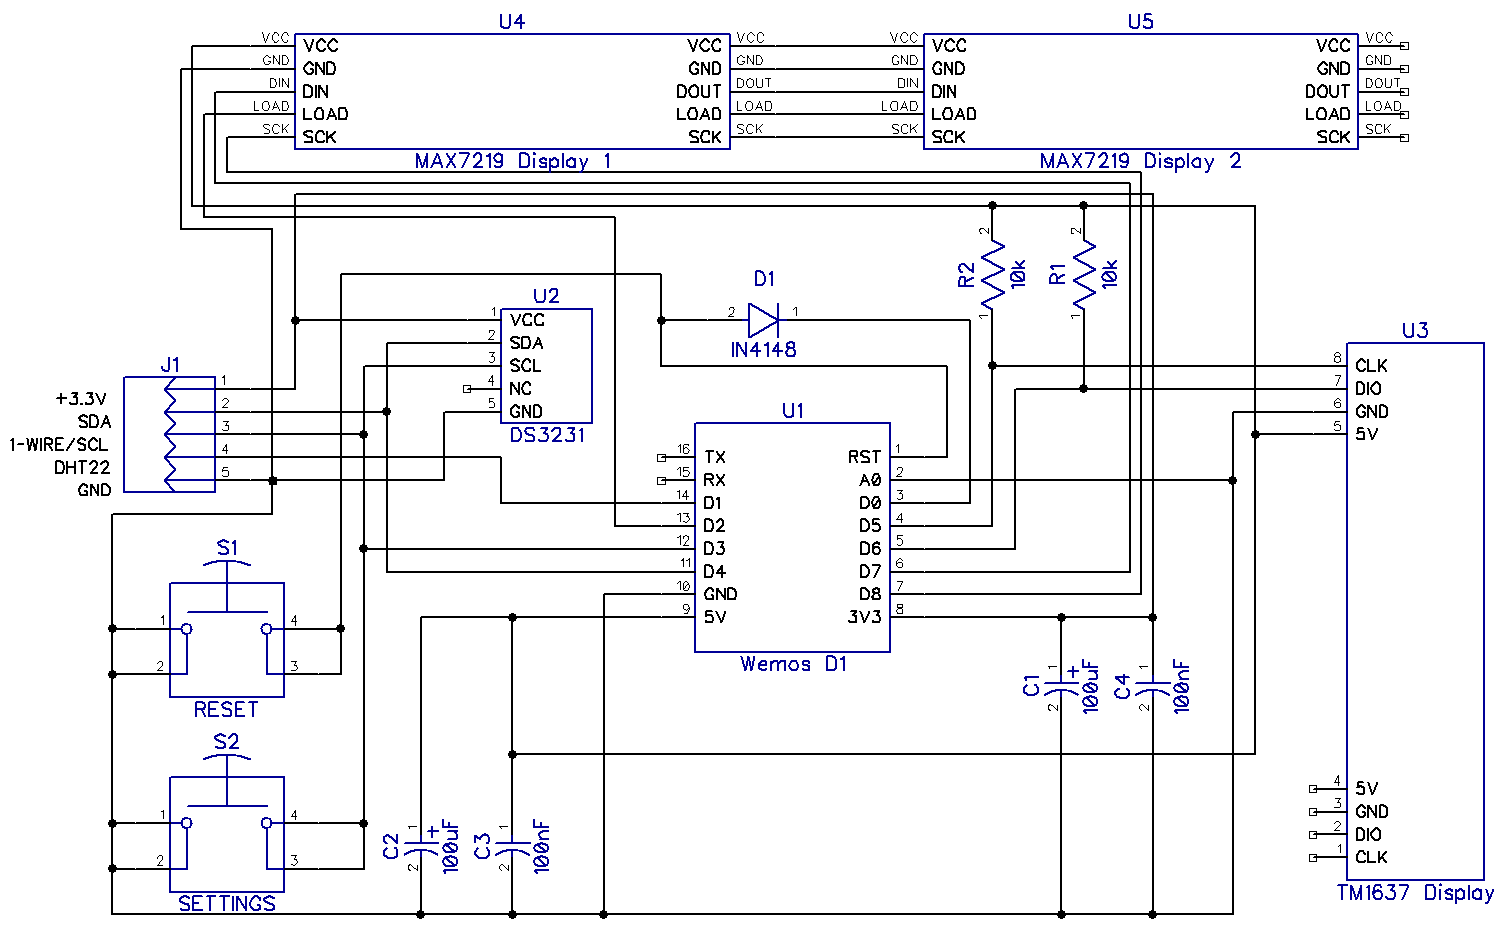 U4
U5
VCC VCC VCC VCC VCC VCC VCC VCC
GND GND GND GND GND GND GND GND
DIN DIN DOUT DOUT DIN DIN DOUT DOUT
LOAD LOAD LOAD LOAD LOAD LOAD LOAD LOAD
SCK SCK SCK SCK SCK SCK SCK SCK
MAX7219 Display 1
MAX7219 Display 2
2 R2 10k 1
2 R1 10k 1
D1
2 1
IN4148
U2
1 VCC
2 SDA
3 SCL
4 NC
5 GND
DS3231
J1
+3.3V 1
SDA 2
1-WIRE/SCL 3
DHT22 4
GND 5
U1
16 TX RST 1
15 RX A0 2
14 D1 D0 3
13 D2 D5 4
12 D3 D6 5
11 D4 D7 6
10 GND D8 7
9 5V 3V3 8
Wemos D1
U3
8 CLK
7 DIO
6 GND
5 5V
4 5V
3 GND
2 DIO
1 CLK
TM1637 Display
S1
1 4
2 3
RESET
S2
1 4
2 3
SETTINGS
C2 1 + 2 100uF
C3 1 2 100nF
C1 1 + 2 100uF
C4 1 2 100nF